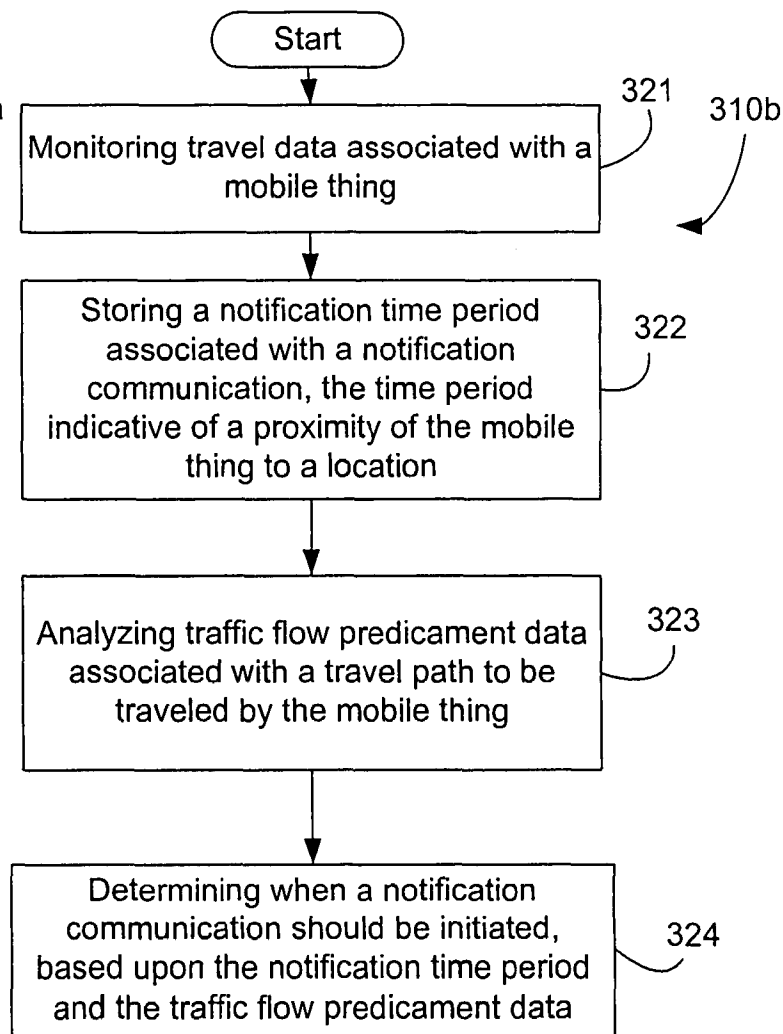 Start
a
321
310b
Monitoring travel data associated with a
mobile thing
Storing a notification time period
associated with a notification
communication, the time period
indicative of a proximity of the mobile
thing to a location
322
Analyzing traffic flow predicament data
associated with a travel path to be
traveled by the mobile thing
323
Determining when a notification
communication should be initiated,
based upon the notification time period
and the traffic flow predicament data
324